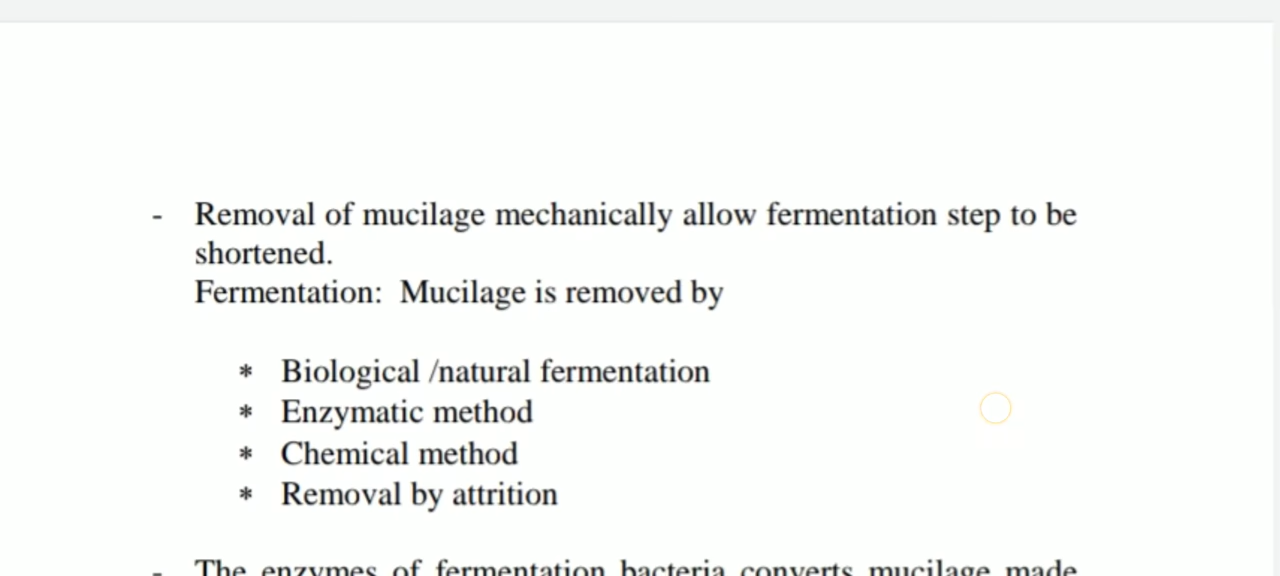 - Removal of mucilage mechanically allow fermentation step to be
shortened.
Fermentation: Mucilage is removed by
* Biological /natural fermentation
* Enzymatic method
* Chemical method
* Removal by attrition
- The enzymes of fermentation bacteria converts mucilage made